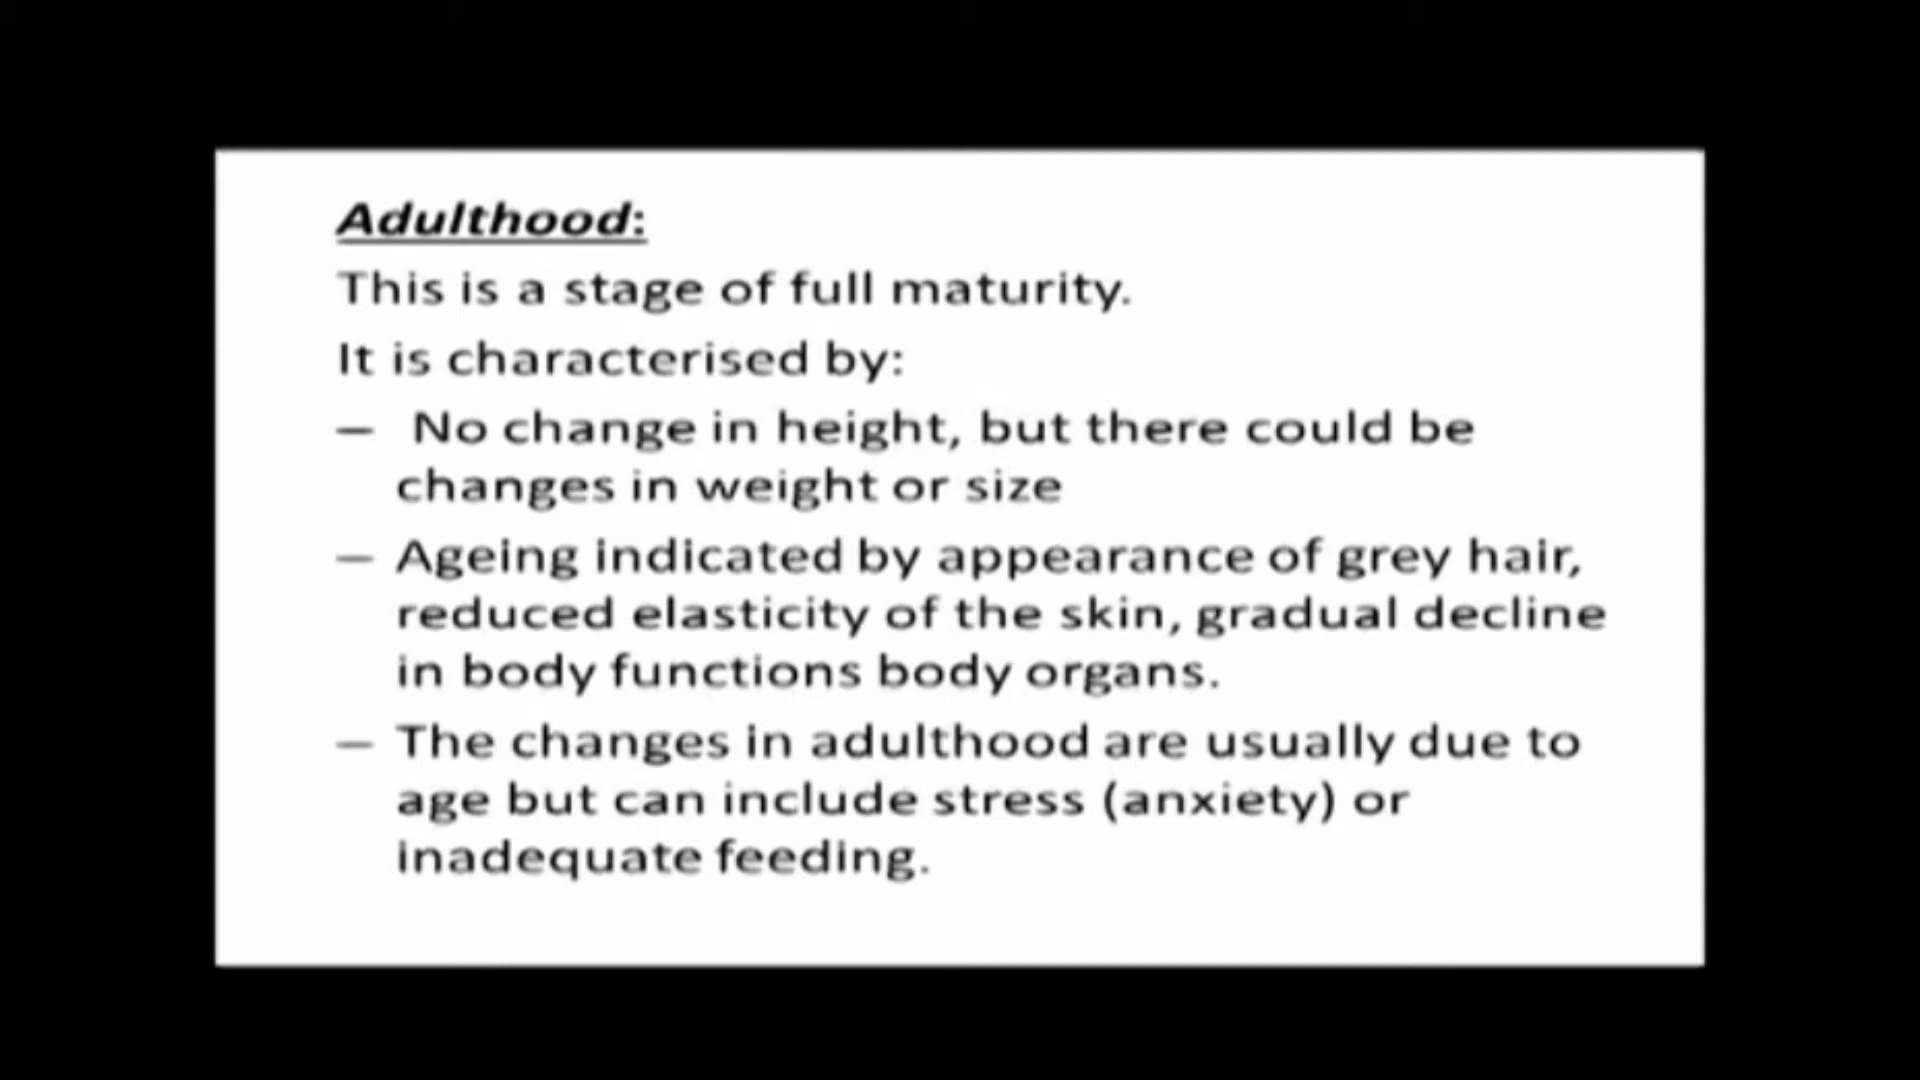 Adulthood:
This is a stage of full maturity.
It is characterised by:
– No change in height, but there could be
changes in weight or size
– Ageing indicated by appearance of grey hair,
reduced elasticity of the skin, gradual decline
in body functions body organs.
– The changes in adulthood are usually due to
age but can include stress (anxiety) or
inadequate feeding.